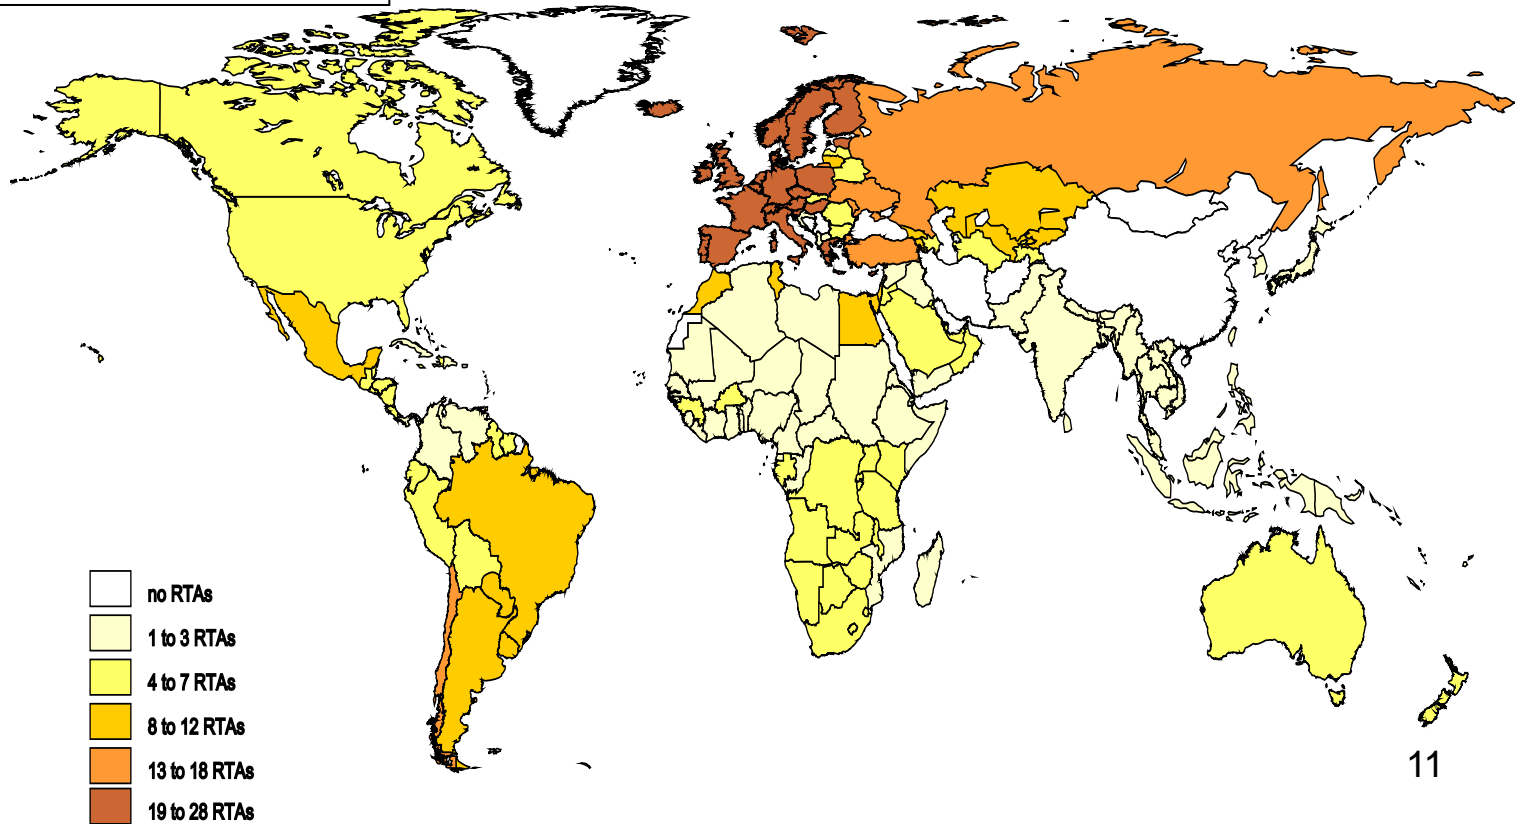 no RTAs
1 to 3 RTAs
4 to 7 RTAs
8 to 12 RTAs
13 to 18 RTAs
19 to 28 RTAs
11